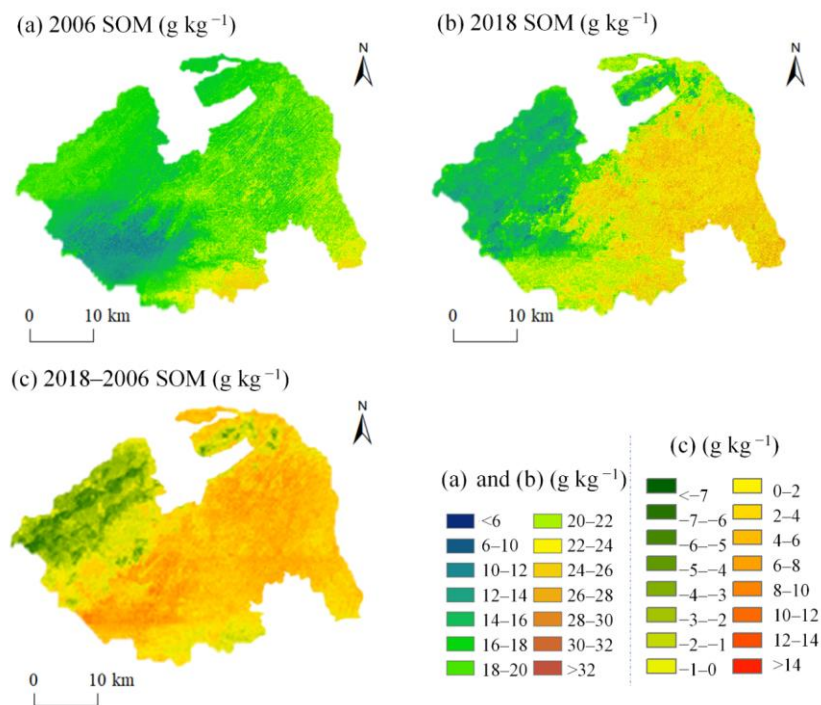 (a) 2006 SOM (g kg⁻¹)
N
0 10 km
(b) 2018 SOM (g kg⁻¹)
N
0 10 km
(c) 2018–2006 SOM (g kg⁻¹)
N
0 10 km
(a) and (b) (g kg⁻¹)
<6 20–22
6–10 22–24
10–12 24–26
12–14 26–28
14–16 28–30
16–18 30–32
18–20 >32
(c) (g kg⁻¹)
<−7 0–2
−7–−6 2–4
−6–−5 4–6
−5–−4 6–8
−4–−3 8–10
−3–−2 10–12
−2–−1 12–14
−1–0 >14